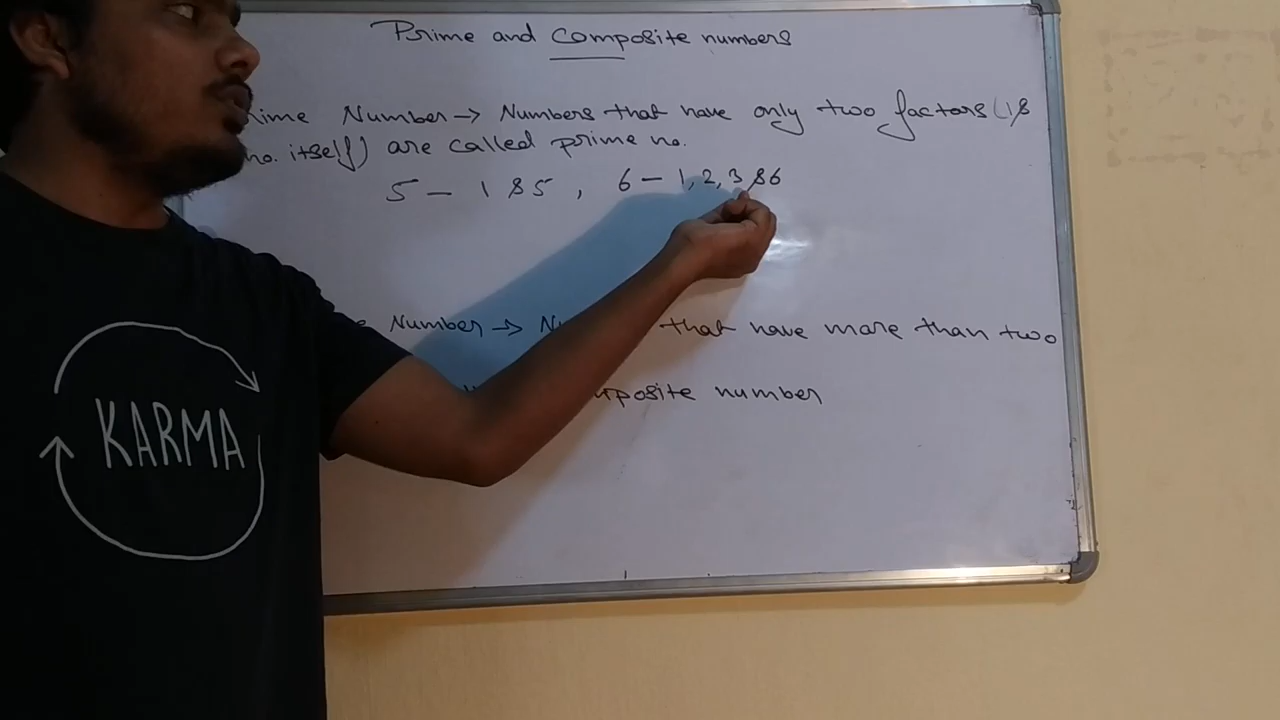 Prime and Composite numbers
Number → Numbers that have only two factors (1 &
no. itself) are called prime no.
5 – 1 & 5 , 6 – 1, 2, 3 & 6
Number → that have more than two
number
KARMA